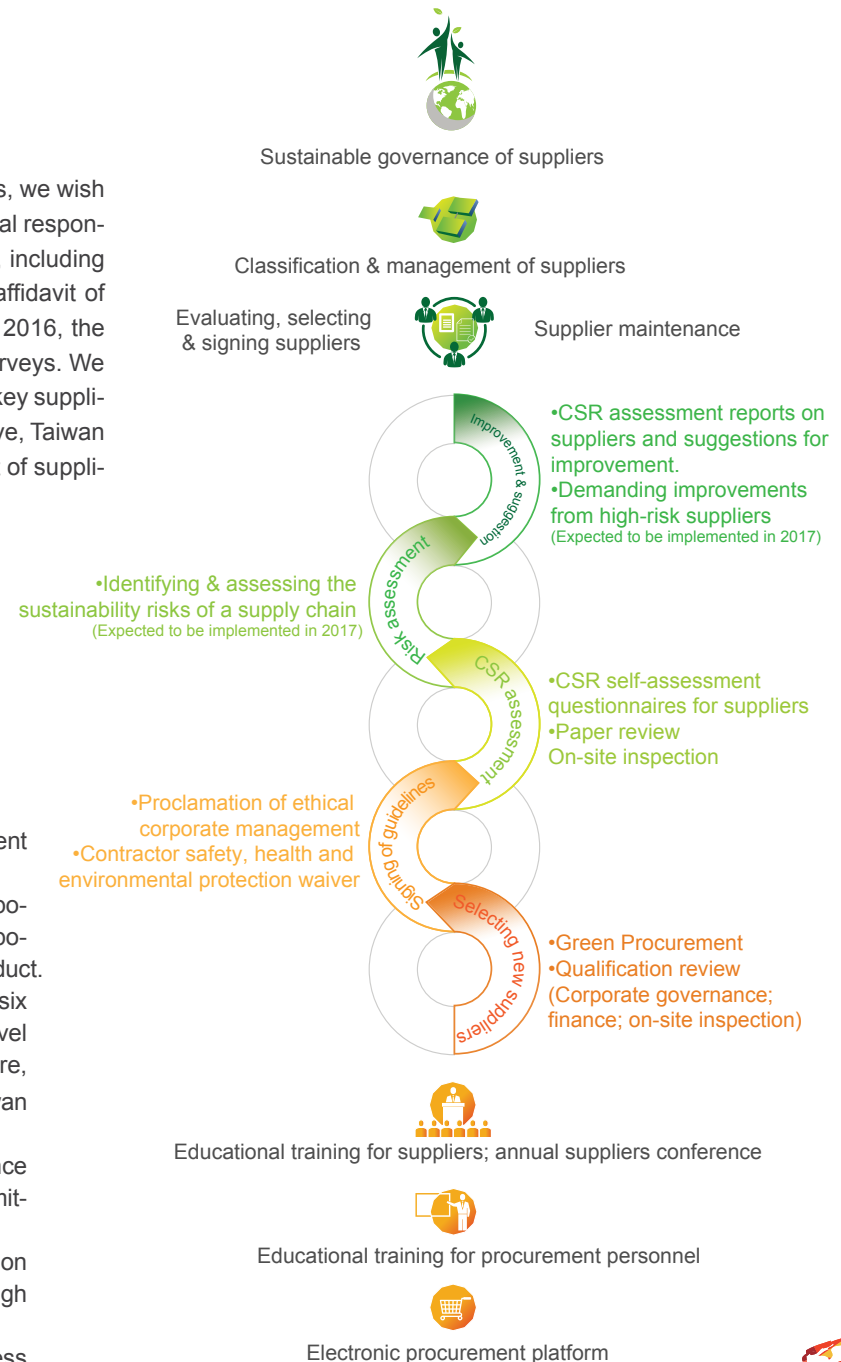 s, we wish
al respon-
including
affidavit of
2016, the
rveys. We
key suppli-
ve, Taiwan
t of suppli-
ent
po-
po-
duct.
six
vel
re,
van
nce
nit-
on
gh
ess
Sustainable governance of suppliers
Classification & management of suppliers
Evaluating, selecting
& signing suppliers
Supplier maintenance
Improvement & suggestion
•CSR assessment reports on
suppliers and suggestions for
improvement.
•Demanding improvements
from high-risk suppliers
(Expected to be implemented in 2017)
Risk assessment
•Identifying & assessing the
sustainability risks of a supply chain
(Expected to be implemented in 2017)
CSR assessment
•CSR self-assessment
questionnaires for suppliers
•Paper review
On-site inspection
Signing of guidelines
•Proclamation of ethical
corporate management
•Contractor safety, health and
environmental protection waiver
Selecting new suppliers
•Green Procurement
•Qualification review
(Corporate governance;
finance; on-site inspection)
Educational training for suppliers; annual suppliers conference
Educational training for procurement personnel
Electronic procurement platform